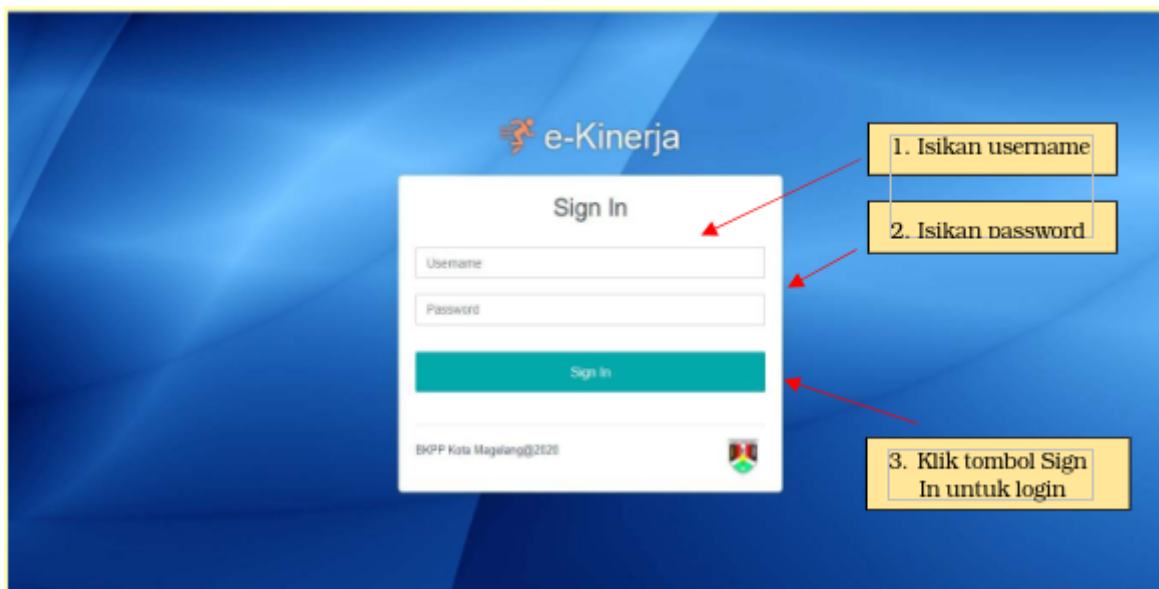 e-Kinerja
Sign In
Username
Password
Sign In
BKPP Kota Magelang@2020
1. Isikan username
2. Isikan password
3. Klik tombol Sign
In untuk login